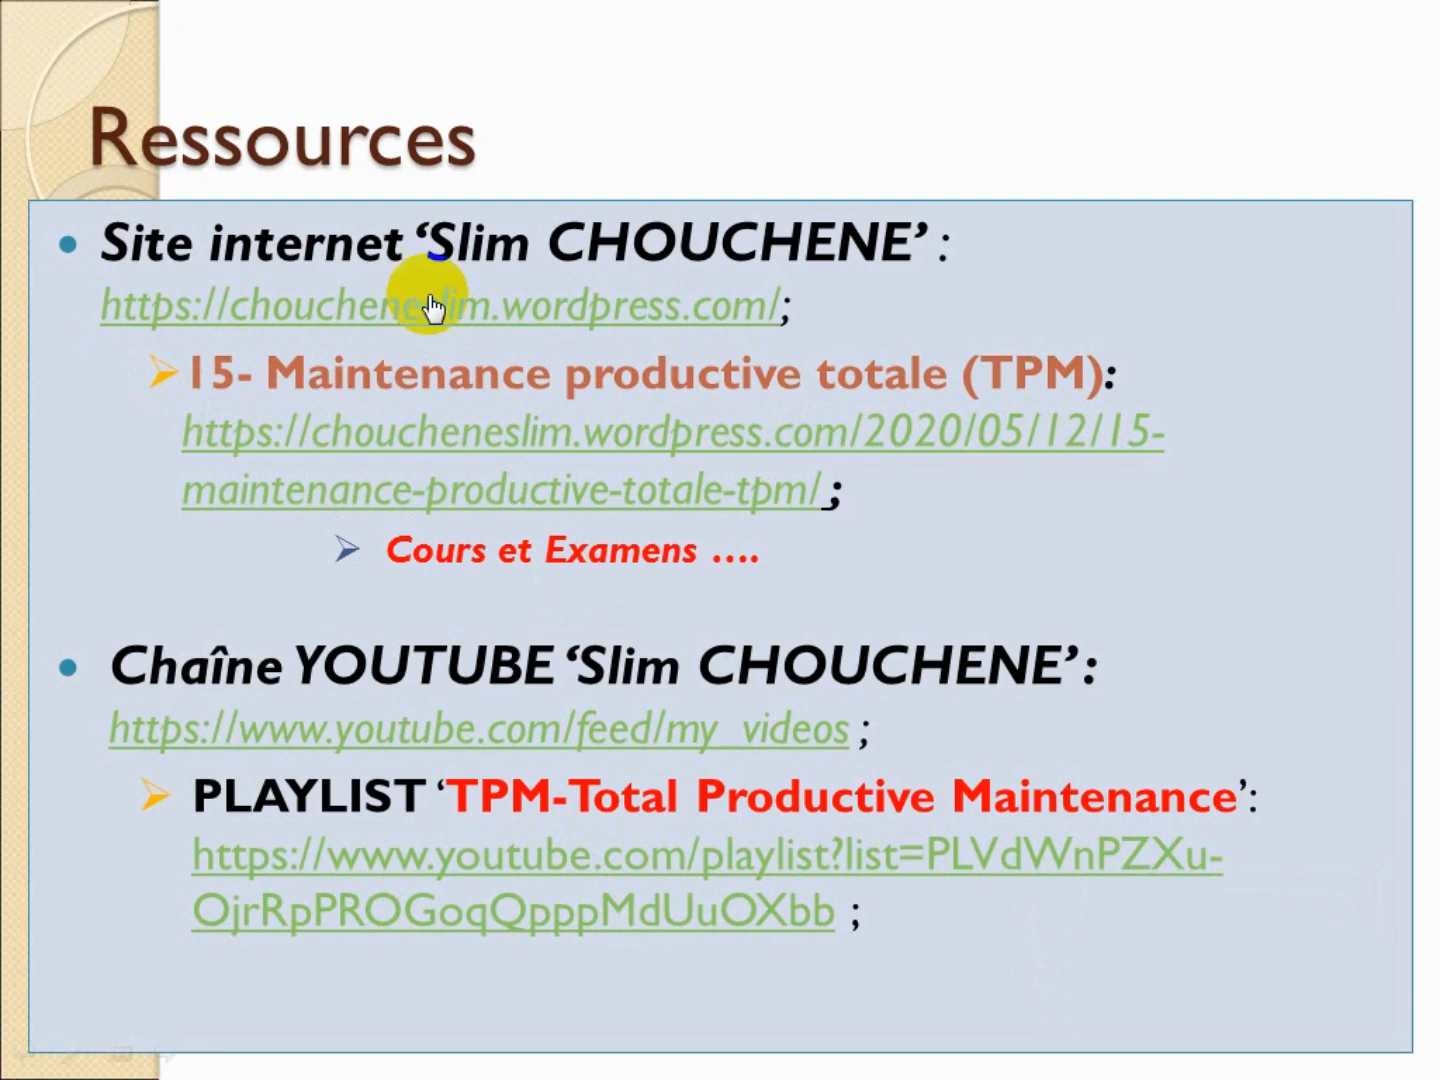 Ressources
• Site internet ‘Slim CHOUCHENE’ :
https://choucheneslim.wordpress.com/;
➢15- Maintenance productive totale (TPM):
https://choucheneslim.wordpress.com/2020/05/12/15-
maintenance-productive-totale-tpm/ ;
➢ Cours et Examens ….
• Chaîne YOUTUBE ‘Slim CHOUCHENE’ :
https://www.youtube.com/feed/my_videos ;
➢ PLAYLIST ‘TPM-Total Productive Maintenance’:
https://www.youtube.com/playlist?list=PLVdWnPZXu-
OjrRpPROGoqQpppMdUuOXbb ;